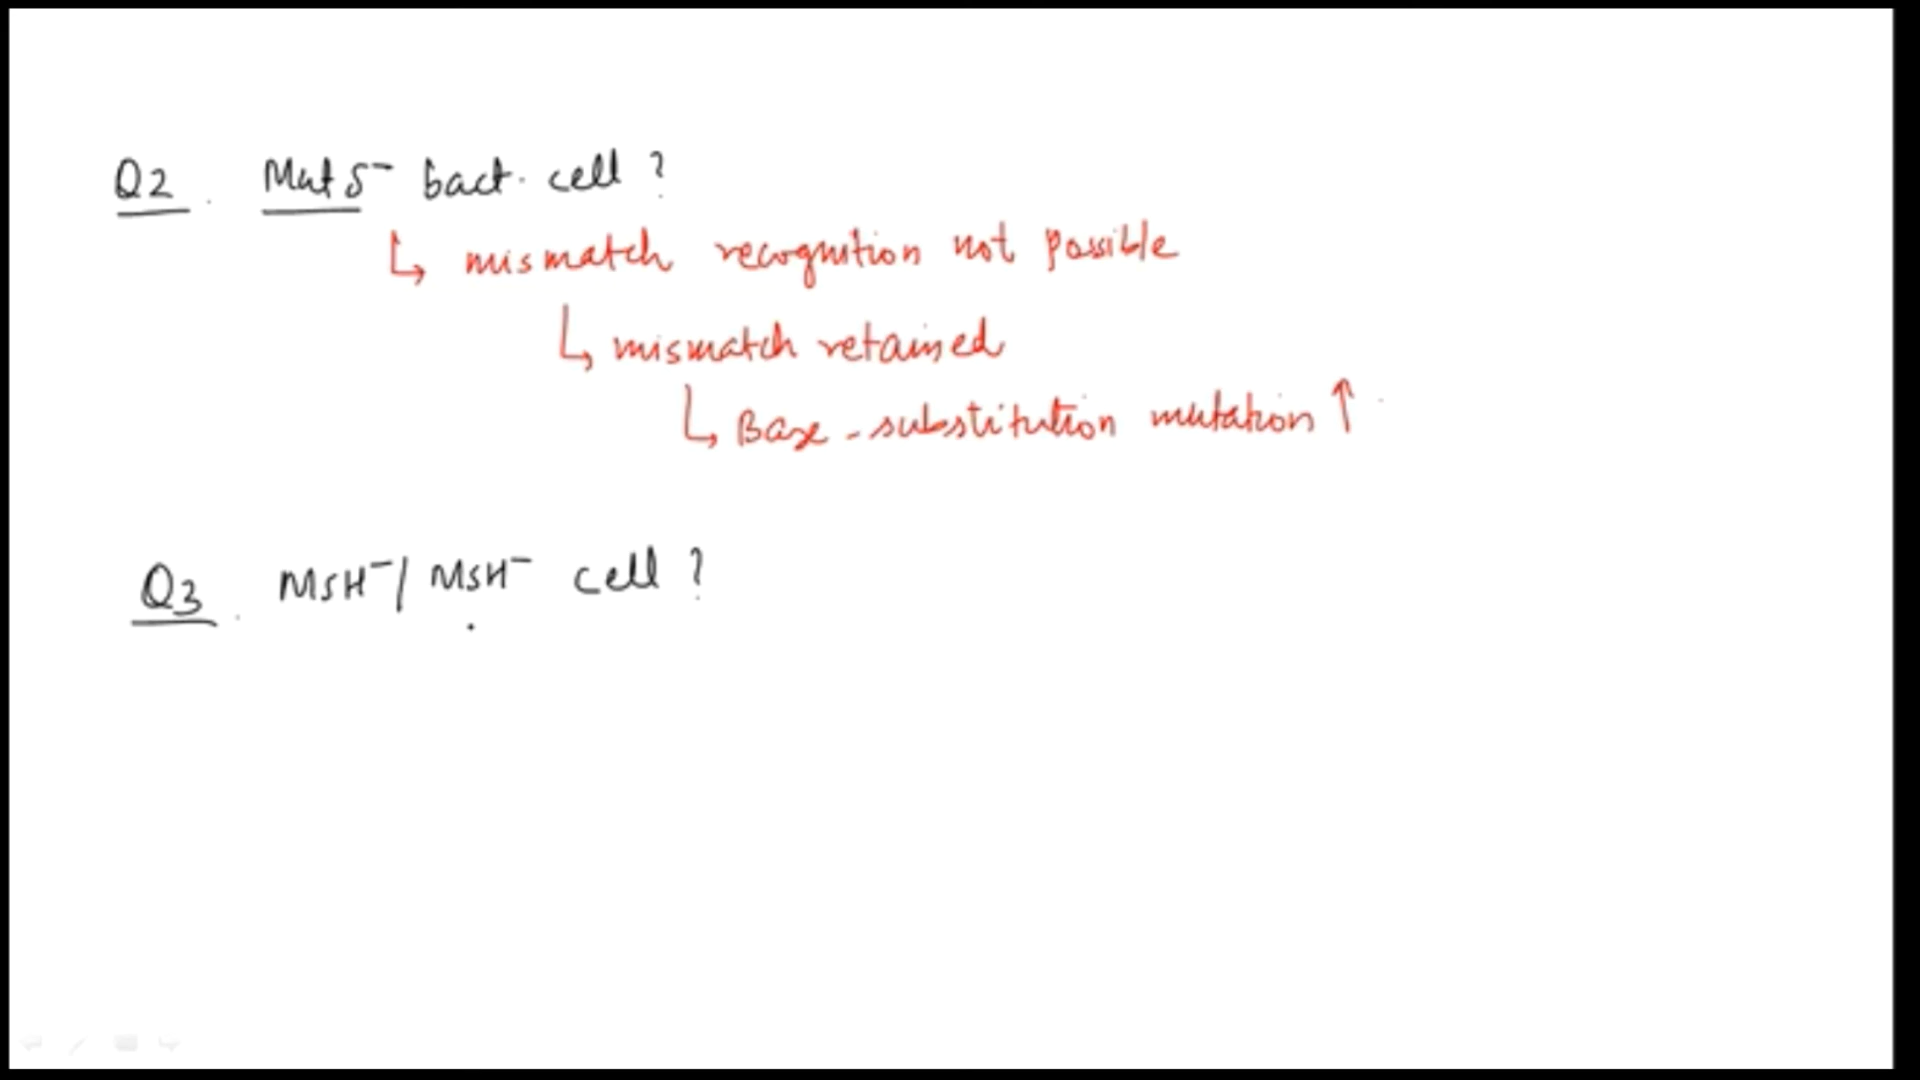 Q2. MutS⁻ bact. cell?
↳ mismatch recognition not possible
↳ mismatch retained
↳ Base-substitution mutation ↑
Q3. MSH⁻/MSH⁻ cell?